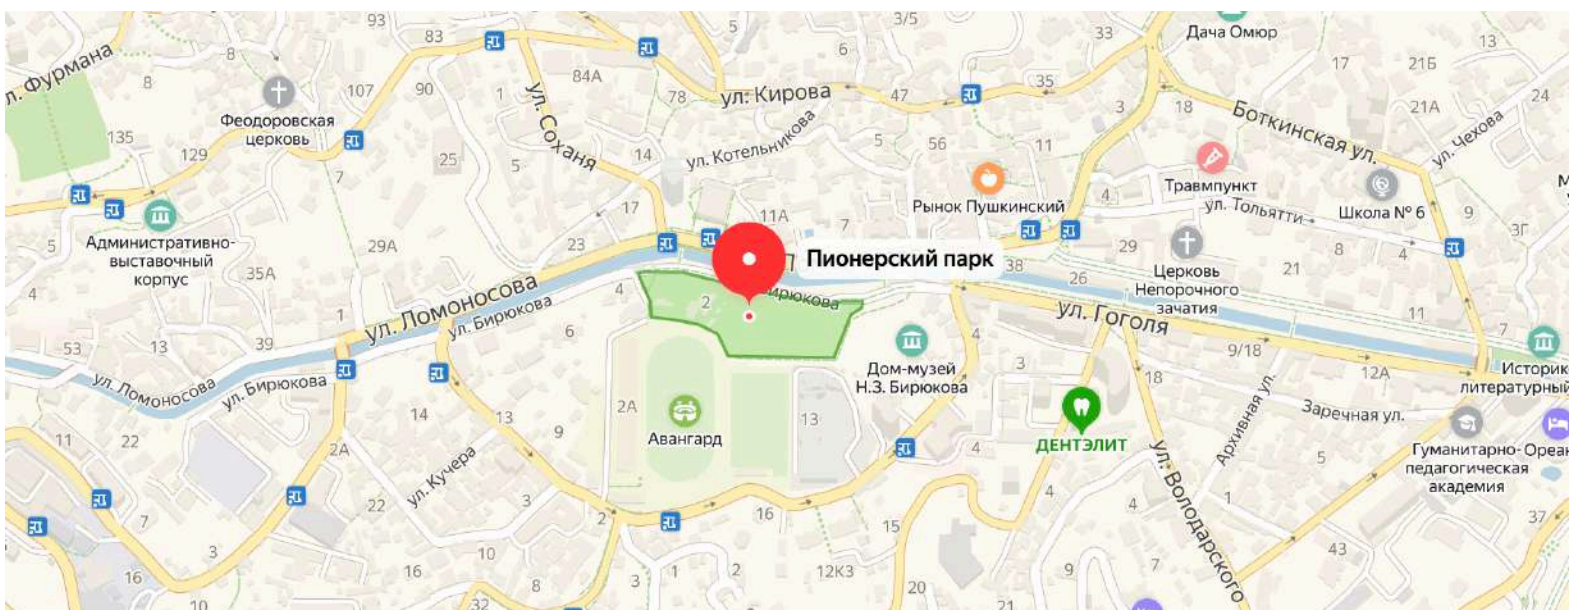 93
83
5
3/5
33
Дача Омюр
13
л. Фурмана
8
8
6
17
21Б
107
90
1
84А
78
ул. Кирова
47
35
3
18
21А
24
Феодоровская
церковь
ул. Соханя
Боткинская ул.
ул. Чехова
135
129
25
5
14
ул. Котельникова
5
56
11
7
Рынок Пушкинский
4
Травмпункт
ул. Тольятти
Школа № 6
9
3Г
17
11А
7
5
Административно-
выставочный
корпус
29А
23
29
8
4
35А
Пионерский парк
38
26
Церковь
Непорочного
зачатия
21
4
1
ул. Ломоносова
ул. Бирюкова
4
2
ирюкова
ул. Гоголя
11
6
53
13
39
3
9/18
12А
Историко
литературный
Дом-музей
Н.З. Бирюкова
ул. Ломоносова
ул. Бирюкова
18
Архивная ул.
Заречная ул.
14
13
2А
13
4
11
22
2А
9
Авангард
ДЕНТЭЛИТ
ул. Володарского
Гуманитарно-
педагогическая
академия
Ореан
5
ул. Кучера
22
3
4
4
1
7
2
16
15
37
3
10
43
16
16
8
3
1
2
12К3
20
9
7
10
32
21